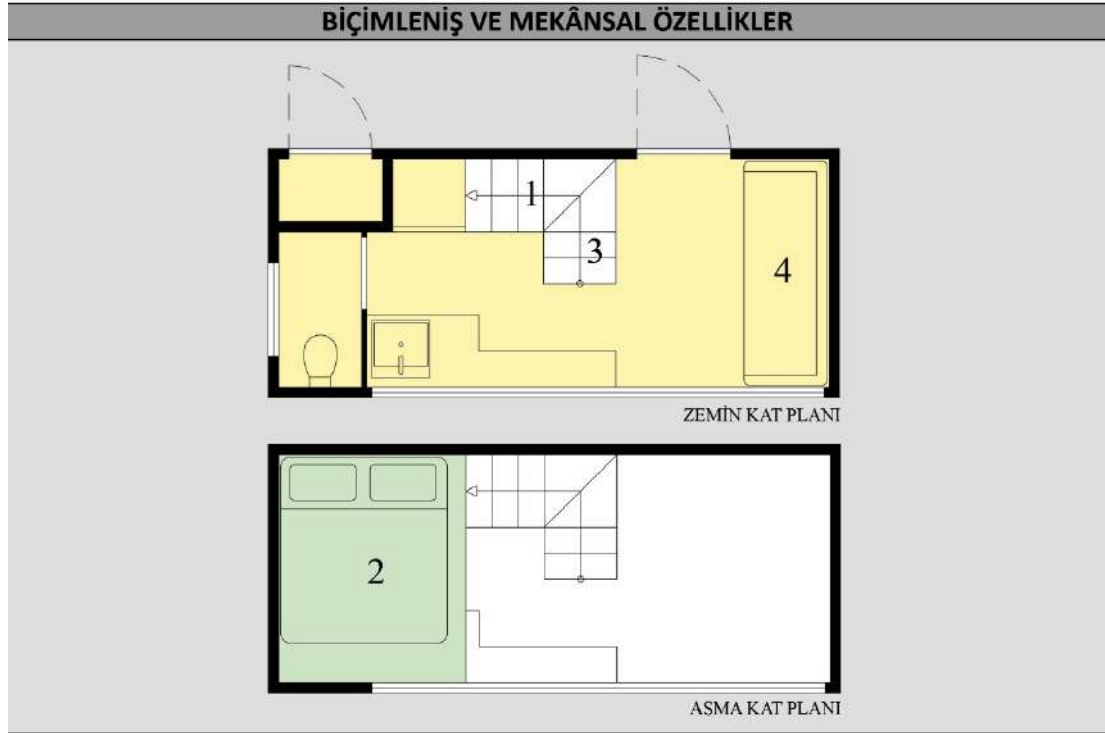 BİÇİMLENİŞ VE MEKÂNSAL ÖZELLİKLER
1
3
4
ZEMİN KAT PLANI
2
ASMA KAT PLANI